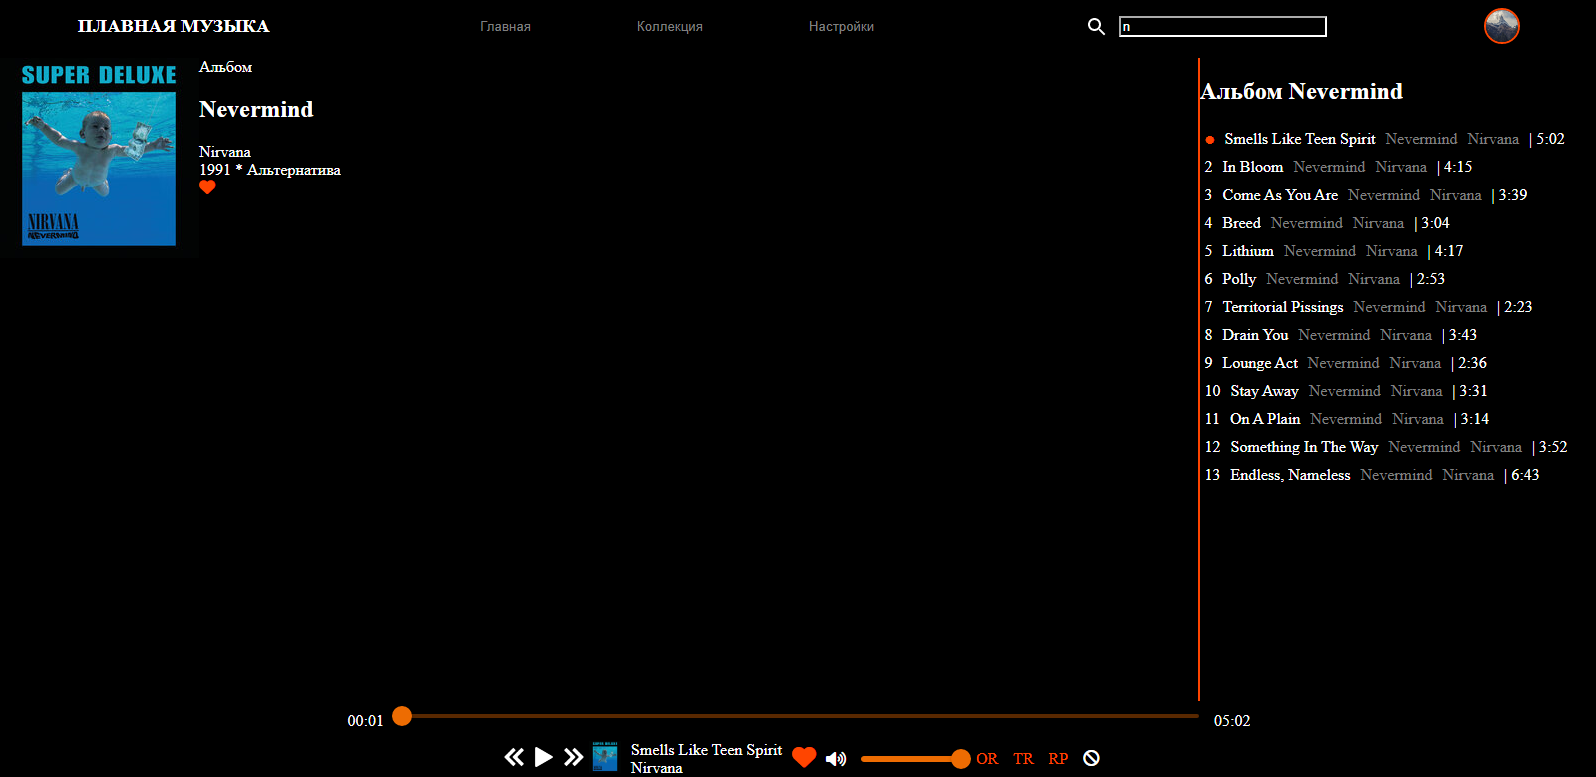 ПЛАВНАЯ МУЗЫКА Главная Коллекция Настройки n
SUPER DELUXE
NIRVANA
NEVERMIND
Альбом
Nevermind
Nirvana
1991 * Альтернатива
Альбом Nevermind
Smells Like Teen Spirit Nevermind Nirvana | 5:02
2 In Bloom Nevermind Nirvana | 4:15
3 Come As You Are Nevermind Nirvana | 3:39
4 Breed Nevermind Nirvana | 3:04
5 Lithium Nevermind Nirvana | 4:17
6 Polly Nevermind Nirvana | 2:53
7 Territorial Pissings Nevermind Nirvana | 2:23
8 Drain You Nevermind Nirvana | 3:43
9 Lounge Act Nevermind Nirvana | 2:36
10 Stay Away Nevermind Nirvana | 3:31
11 On A Plain Nevermind Nirvana | 3:14
12 Something In The Way Nevermind Nirvana | 3:52
13 Endless, Nameless Nevermind Nirvana | 6:43
00:01 05:02
Smells Like Teen Spirit
Nirvana
OR TR RP